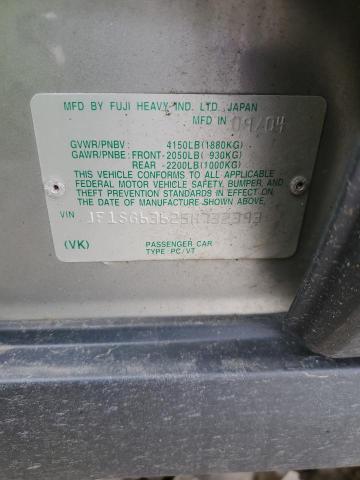 MFD BY FUJI HEAVY IND. LTD., JAPAN
MFD IN 09/04
GVWR/PNBV: 4150LB(1880KG)
GAWR/PNBE: FRONT-2050LB( 930KG)
REAR -2200LB(1000KG)
THIS VEHICLE CONFORMS TO ALL APPLICABLE
FEDERAL MOTOR VEHICLE SAFETY, BUMPER, AND
THEFT PREVENTION STANDARDS IN EFFECT ON THE
DATE OF MANUFACTURE SHOWN ABOVE.
VIN
(VK) PASSENGER CAR
TYPE PC/VT